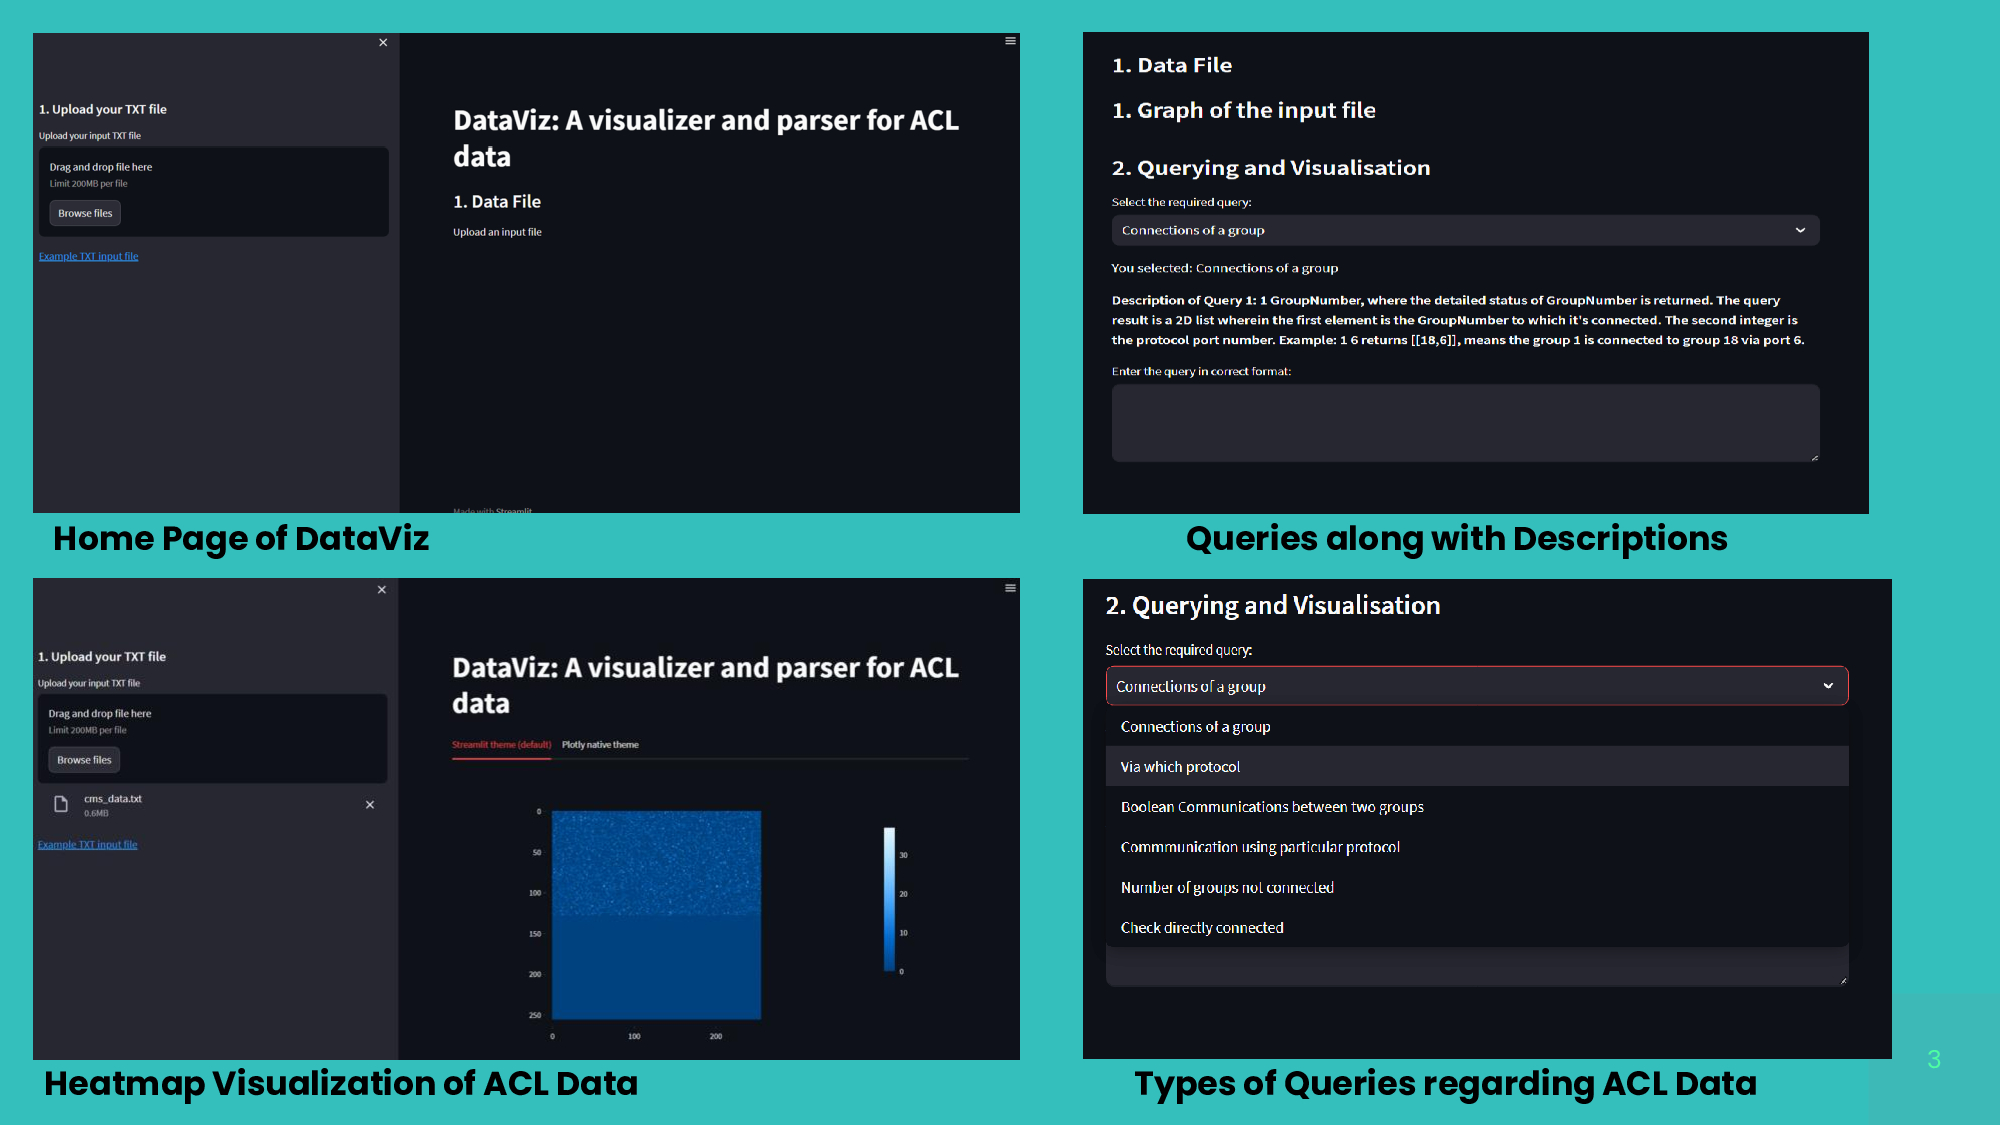 1. Upload your TXT file
Upload your input TXT file
Drag and drop file here
Limit 200MB per file
Browse files
Example TXT input file
DataViz: A visualizer and parser for ACL
data
1. Data File
Upload an input file
Made with Streamlit
Home Page of DataViz
1. Data File
1. Graph of the input file
2. Querying and Visualisation
Select the required query:
Connections of a group
You selected: Connections of a group
Description of Query 1: 1 GroupNumber, where the detailed status of GroupNumber is returned. The query
result is a 2D list wherein the first element is the GroupNumber to which it's connected. The second integer is
the protocol port number. Example: 1 6 returns [[18,6]], means the group 1 is connected to group 18 via port 6.
Enter the query in correct format:
Queries along with Descriptions
1. Upload your TXT file
Upload your input TXT file
Drag and drop file here
Limit 200MB per file
Browse files
cms_data.txt
0.6MB
Example TXT input file
DataViz: A visualizer and parser for ACL
data
Streamlit theme (default) Plotly native theme
0
50
100
150
200
250
0 100 200
30
20
10
0
Heatmap Visualization of ACL Data
2. Querying and Visualisation
Select the required query:
Connections of a group
Connections of a group
Via which protocol
Boolean Communications between two groups
Commmunication using particular protocol
Number of groups not connected
Check directly connected
Types of Queries regarding ACL Data
3